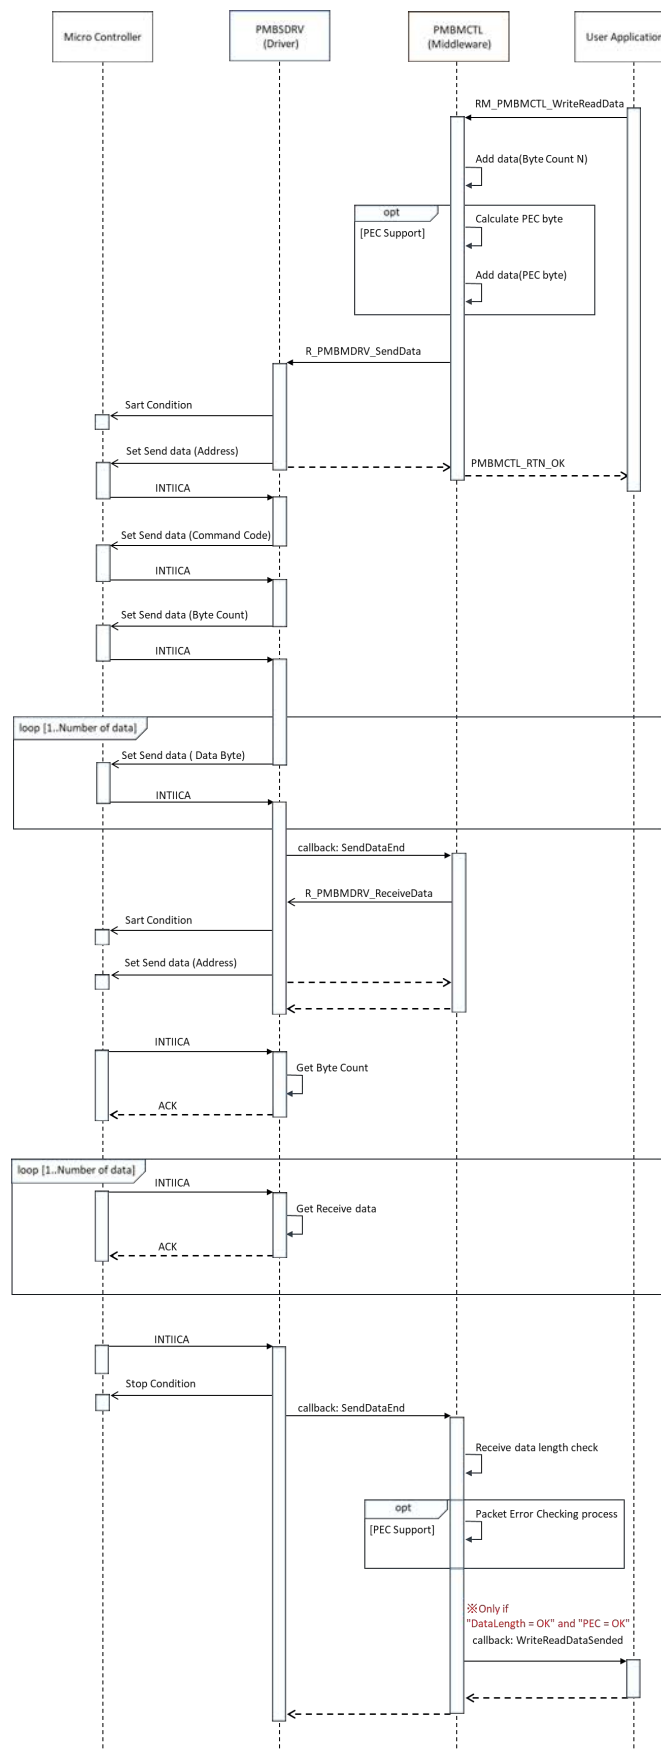 Micro Controller
PMBSDRV
(Driver)
PMBMCTL
(Middleware)
User Application
RM_PMBMCTL_WriteReadData
Add data(Byte Count N)
opt
[PEC Support]
Calculate PEC byte
Add data(PEC byte)
R_PMBMDRV_SendData
Sart Condition
Set Send data (Address)
PMBMCTL_RTN_OK
INTIICA
Set Send data (Command Code)
INTIICA
Set Send data (Byte Count)
INTIICA
loop [1..Number of data]
Set Send data ( Data Byte)
INTIICA
callback: SendDataEnd
R_PMBMDRV_ReceiveData
Sart Condition
Set Send data (Address)
INTIICA
Get Byte Count
ACK
loop [1..Number of data]
INTIICA
Get Receive data
ACK
INTIICA
Stop Condition
callback: SendDataEnd
Receive data length check
opt
[PEC Support]
Packet Error Checking process
※Only if
"DataLength = OK" and "PEC = OK"
callback: WriteReadDataSended